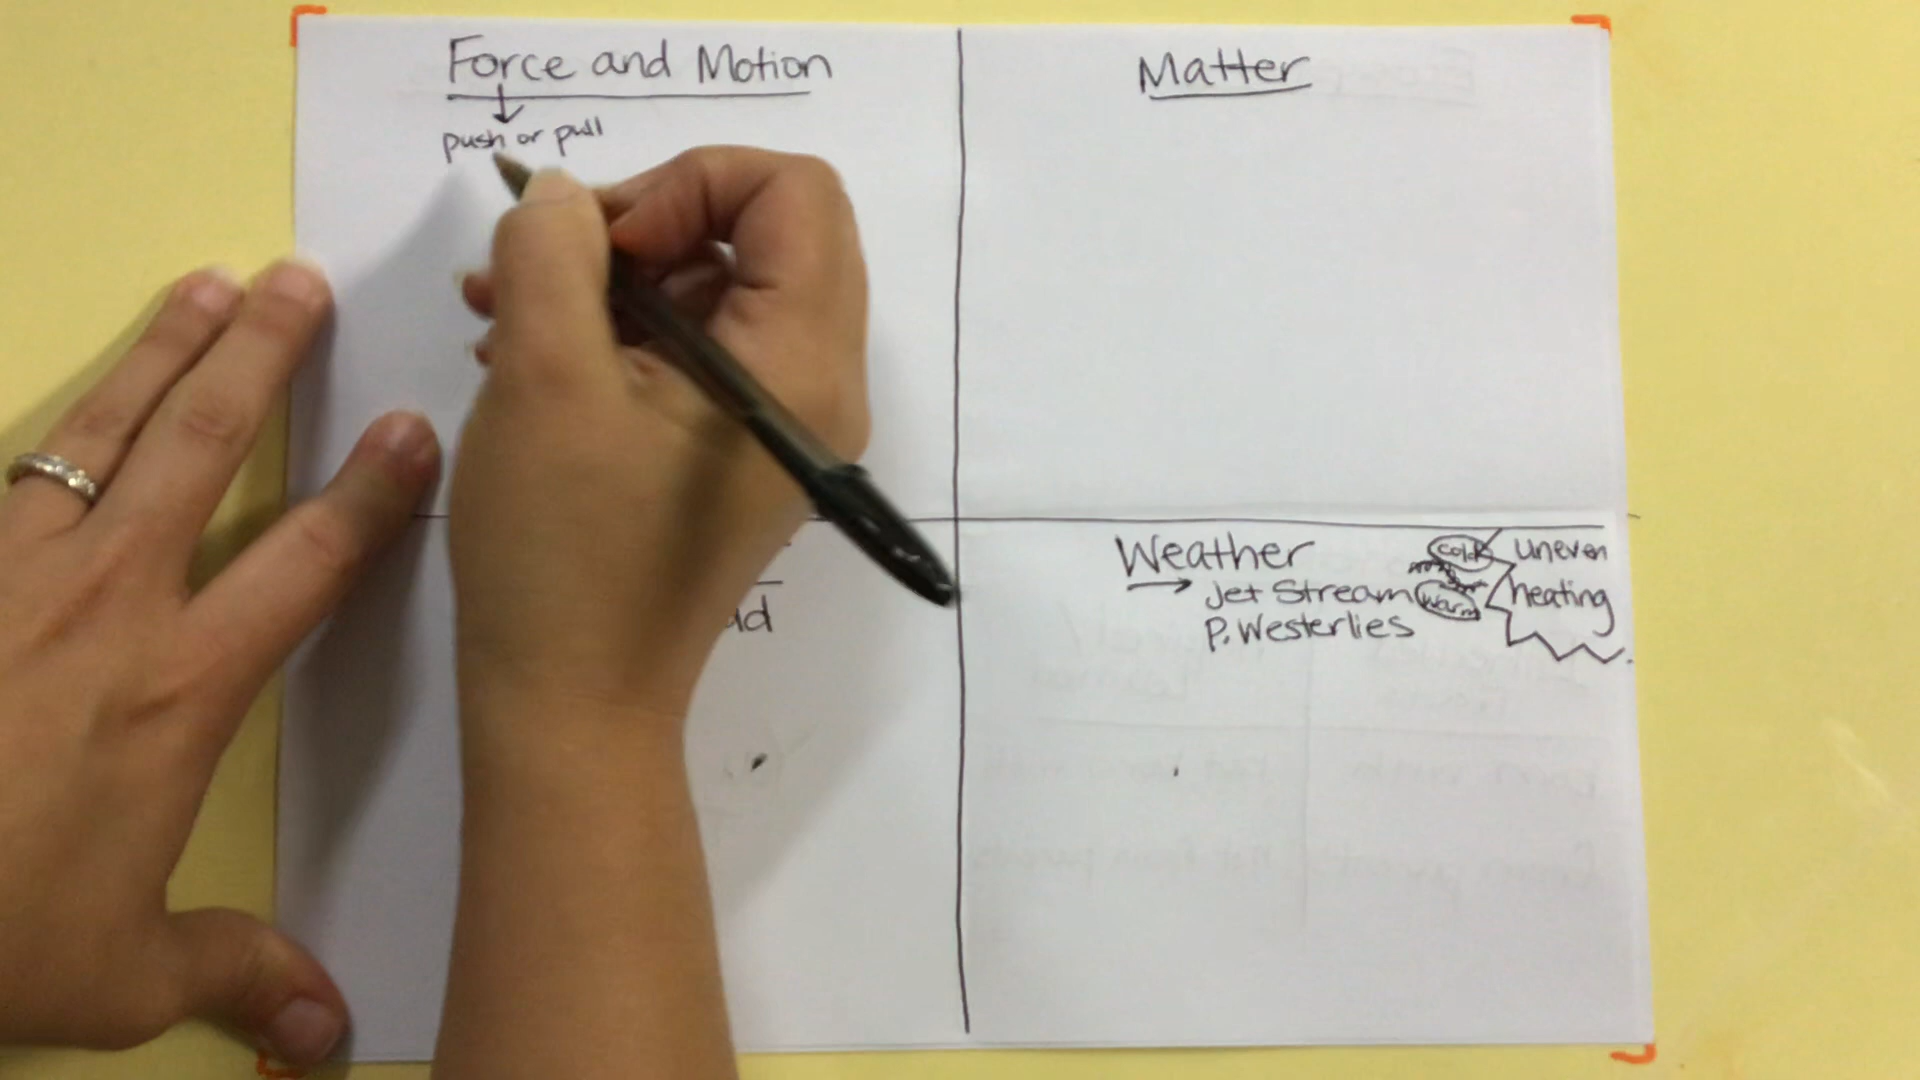 Force and Motion
push or pull
Matter
Weather
Jet Stream
P. Westerlies
cold
warm
uneven
heating